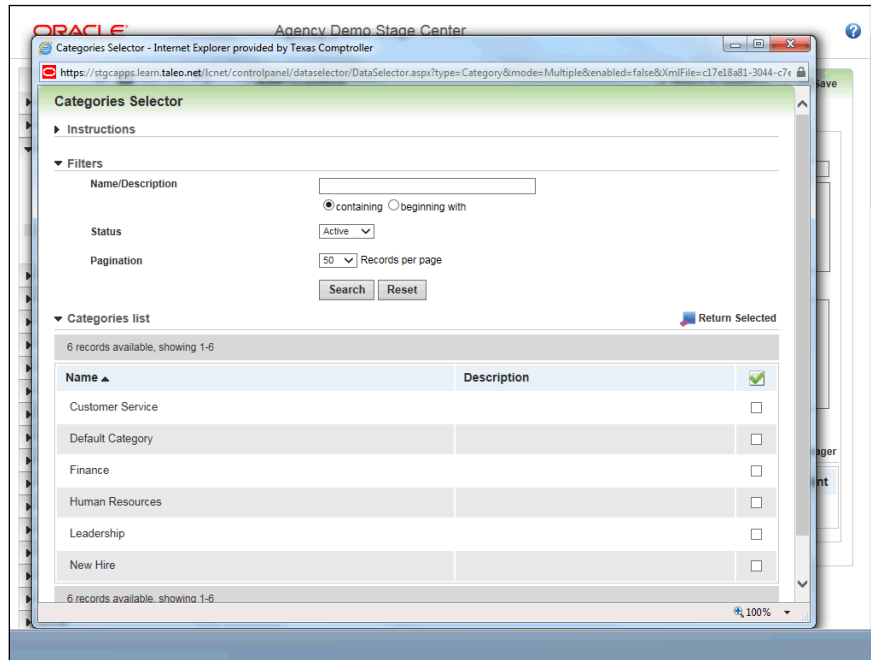 ORACLE
Agency Demo Stage Center
Categories Selector - Internet Explorer provided by Texas Comptroller
https://stgcapps.learn.taleo.net/lcnet/controlpanel/dataselector/DataSelector.aspx?type=Category&mode=Multiple&enabled=false&XmlFile=c17e18a81-3044-c7e
Save
Categories Selector
Instructions
Filters
Name/Description
containing beginning with
Status Active
Pagination 50 Records per page
Search Reset
Categories list Return Selected
6 records available, showing 1-6
Name Description
Customer Service
Default Category
Finance
Human Resources
Leadership
New Hire
6 records available, showing 1-6
100%